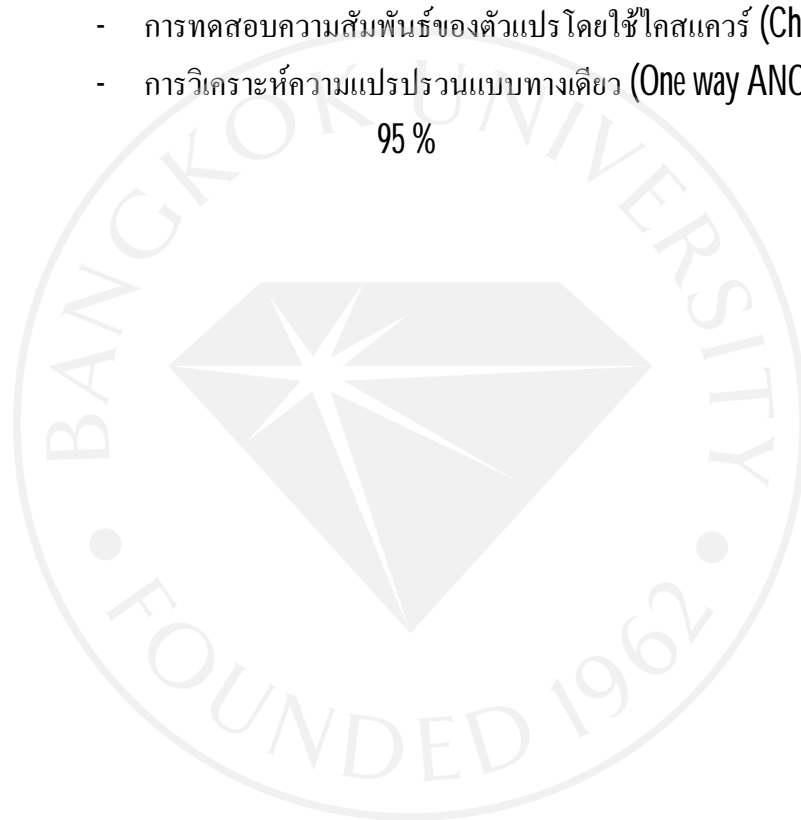 - การทดสอบความสัมพันธ์ของตัวแปรโดยใช้ไคสแควร์ (Ch
- การวิเคราะห์ความแปรปรวนแบบทางเดียว (One way ANO
95 %
BANGKOK UNIVERSITY
FOUNDED 1962